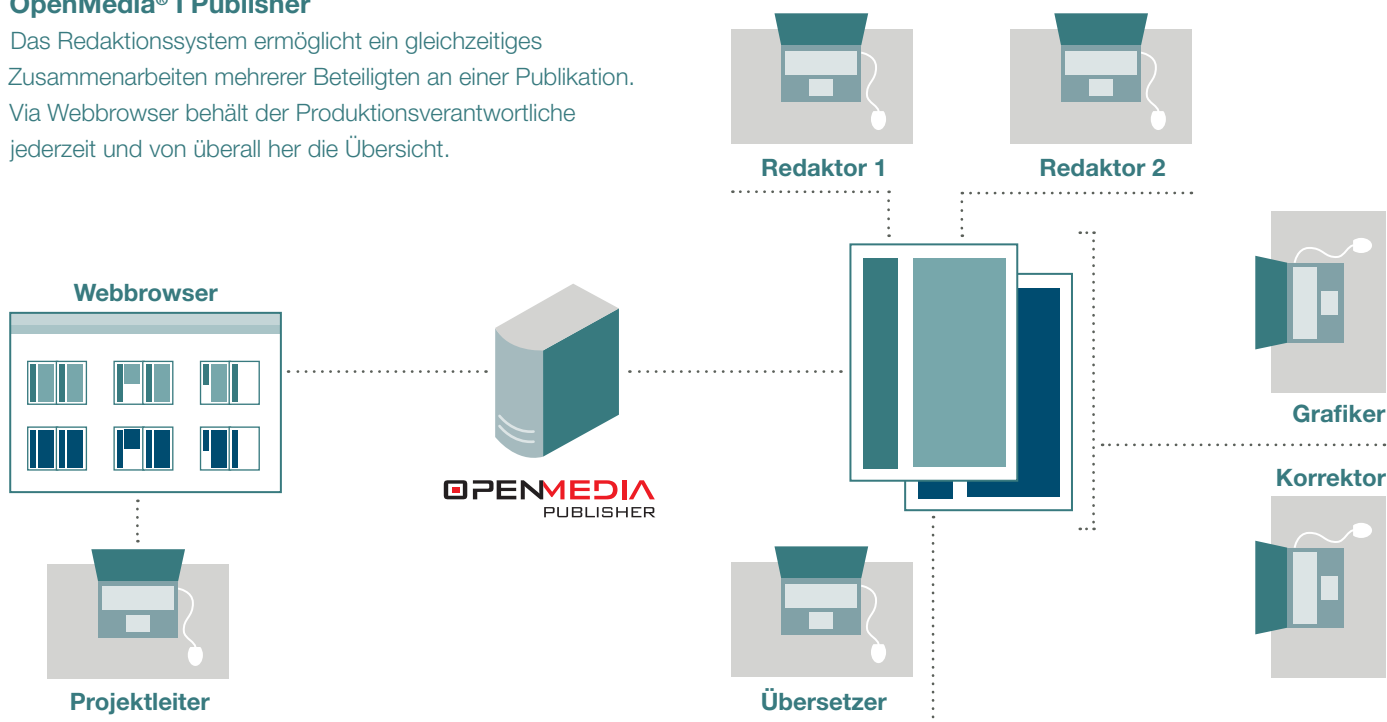 OpenMedia® I Publisher
Das Redaktionssystem ermöglicht ein gleichzeitiges
Zusammenarbeiten mehrerer Beteiligten an einer Publikation.
Via Webbrowser behält der Produktionsverantwortliche
jederzeit und von überall her die Übersicht.
Redaktor 1
Redaktor 2
Webbrowser
Grafiker
Korrektor
OPENMEDIA
PUBLISHER
Projektleiter
Übersetzer